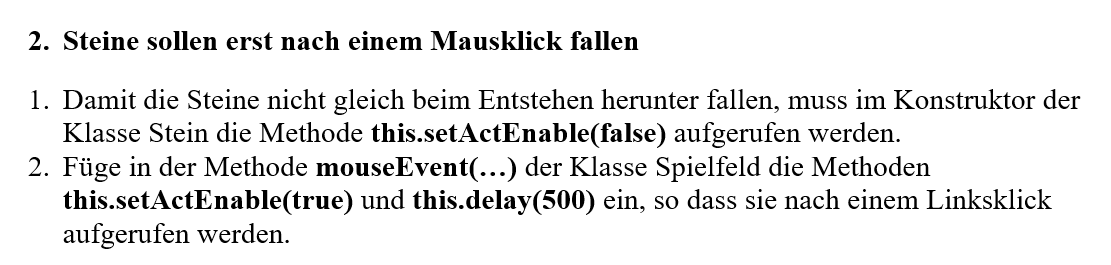 2. Steine sollen erst nach einem Mausklick fallen
1. Damit die Steine nicht gleich beim Entstehen herunter fallen, muss im Konstruktor der
Klasse Stein die Methode this.setActEnable(false) aufgerufen werden.
2. Füge in der Methode mouseEvent(…) der Klasse Spielfeld die Methoden
this.setActEnable(true) und this.delay(500) ein, so dass sie nach einem Linksklick
aufgerufen werden.